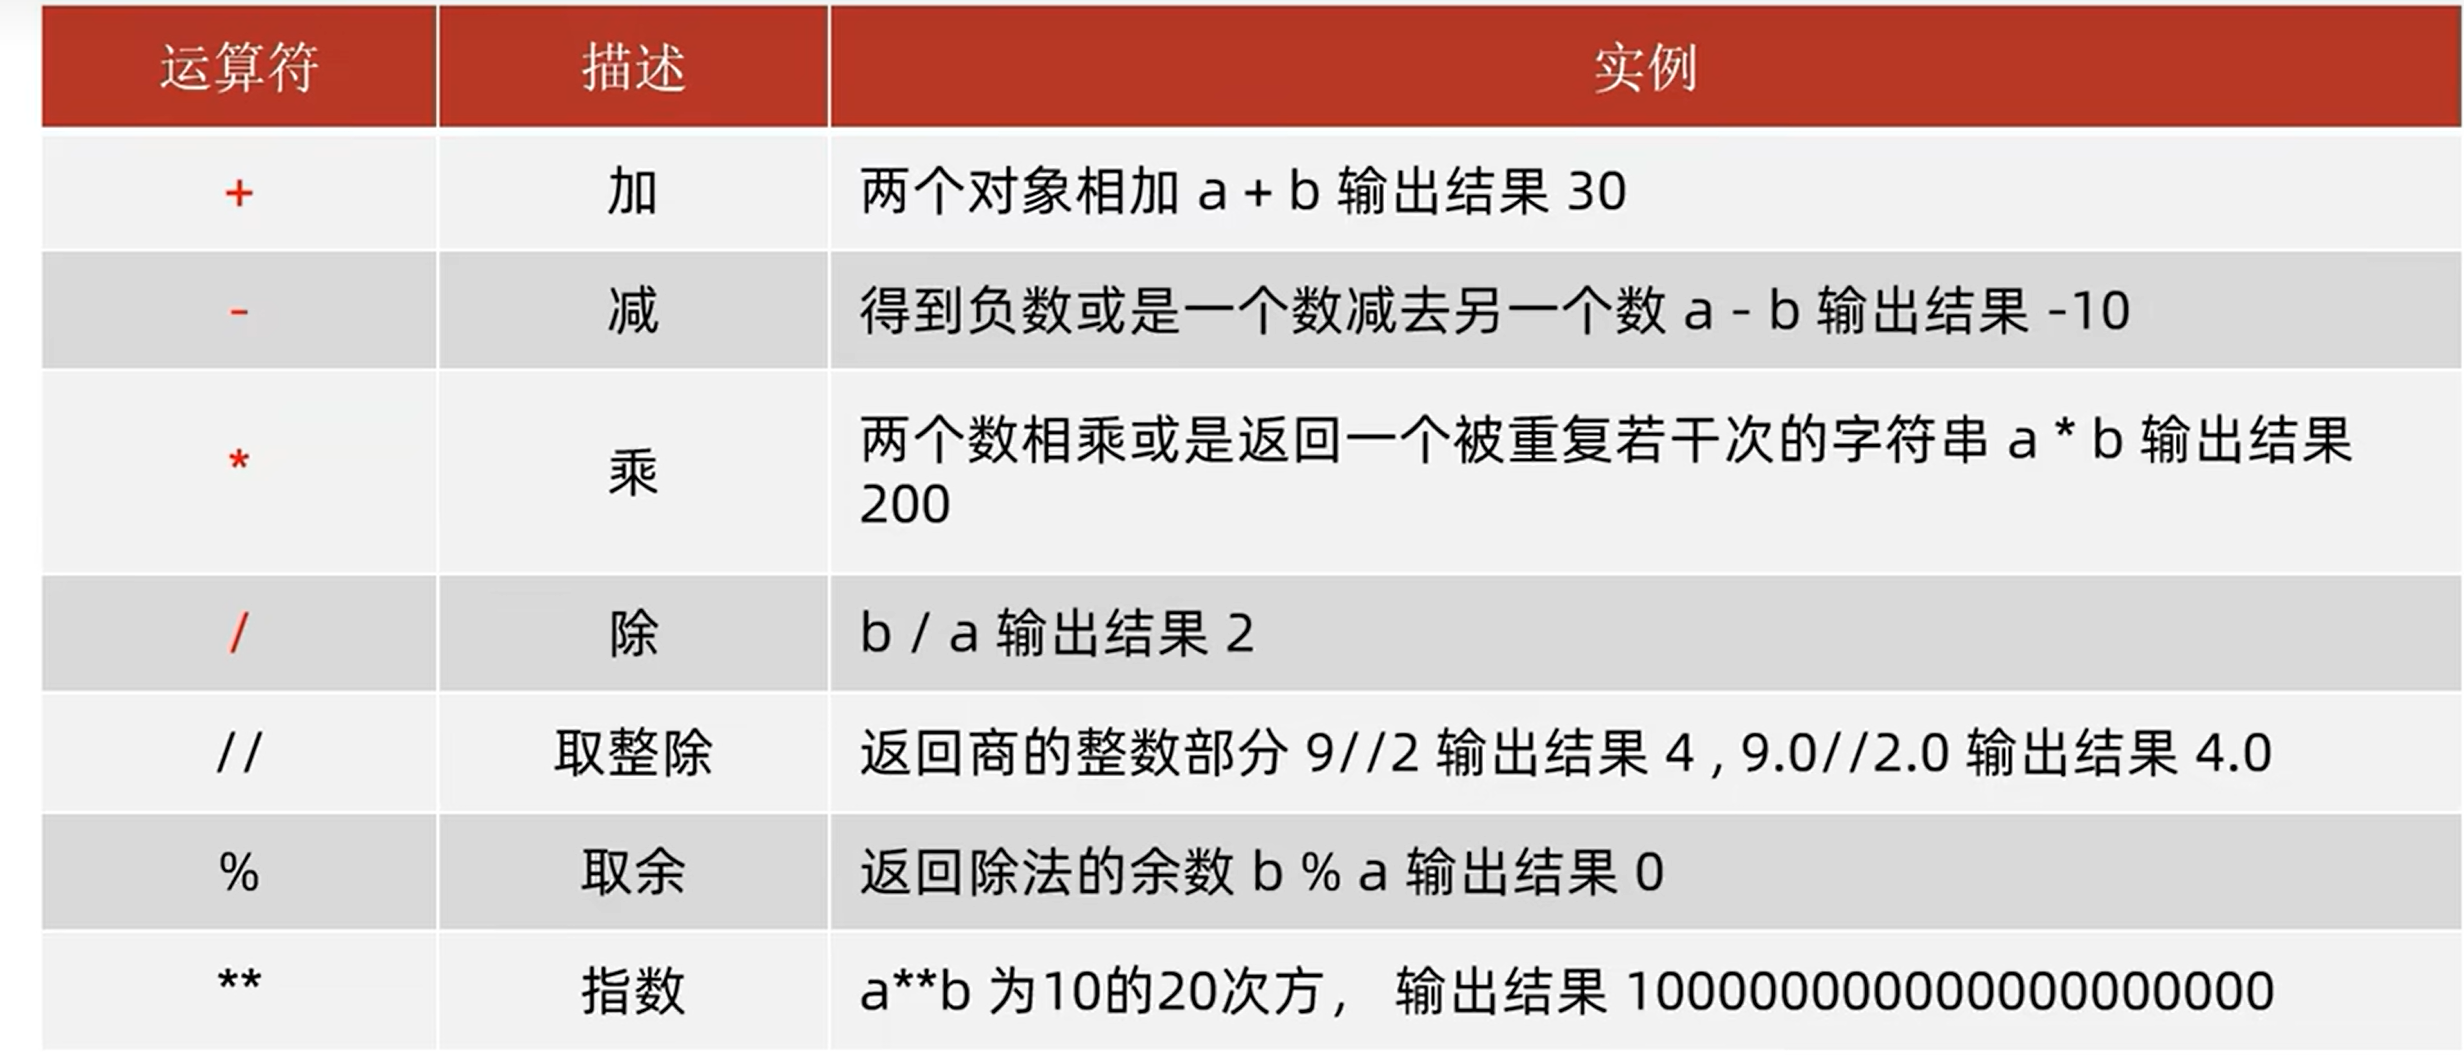 运算符 描述 实例
+ 加 两个对象相加 a + b 输出结果 30
- 减 得到负数或是一个数减去另一个数 a - b 输出结果 -10
* 乘 两个数相乘或是返回一个被重复若干次的字符串 a * b 输出结果
200
/ 除 b / a 输出结果 2
// 取整除 返回商的整数部分 9//2 输出结果 4 , 9.0//2.0 输出结果 4.0
% 取余 返回除法的余数 b % a 输出结果 0
** 指数 a**b 为10的20次方， 输出结果 100000000000000000000